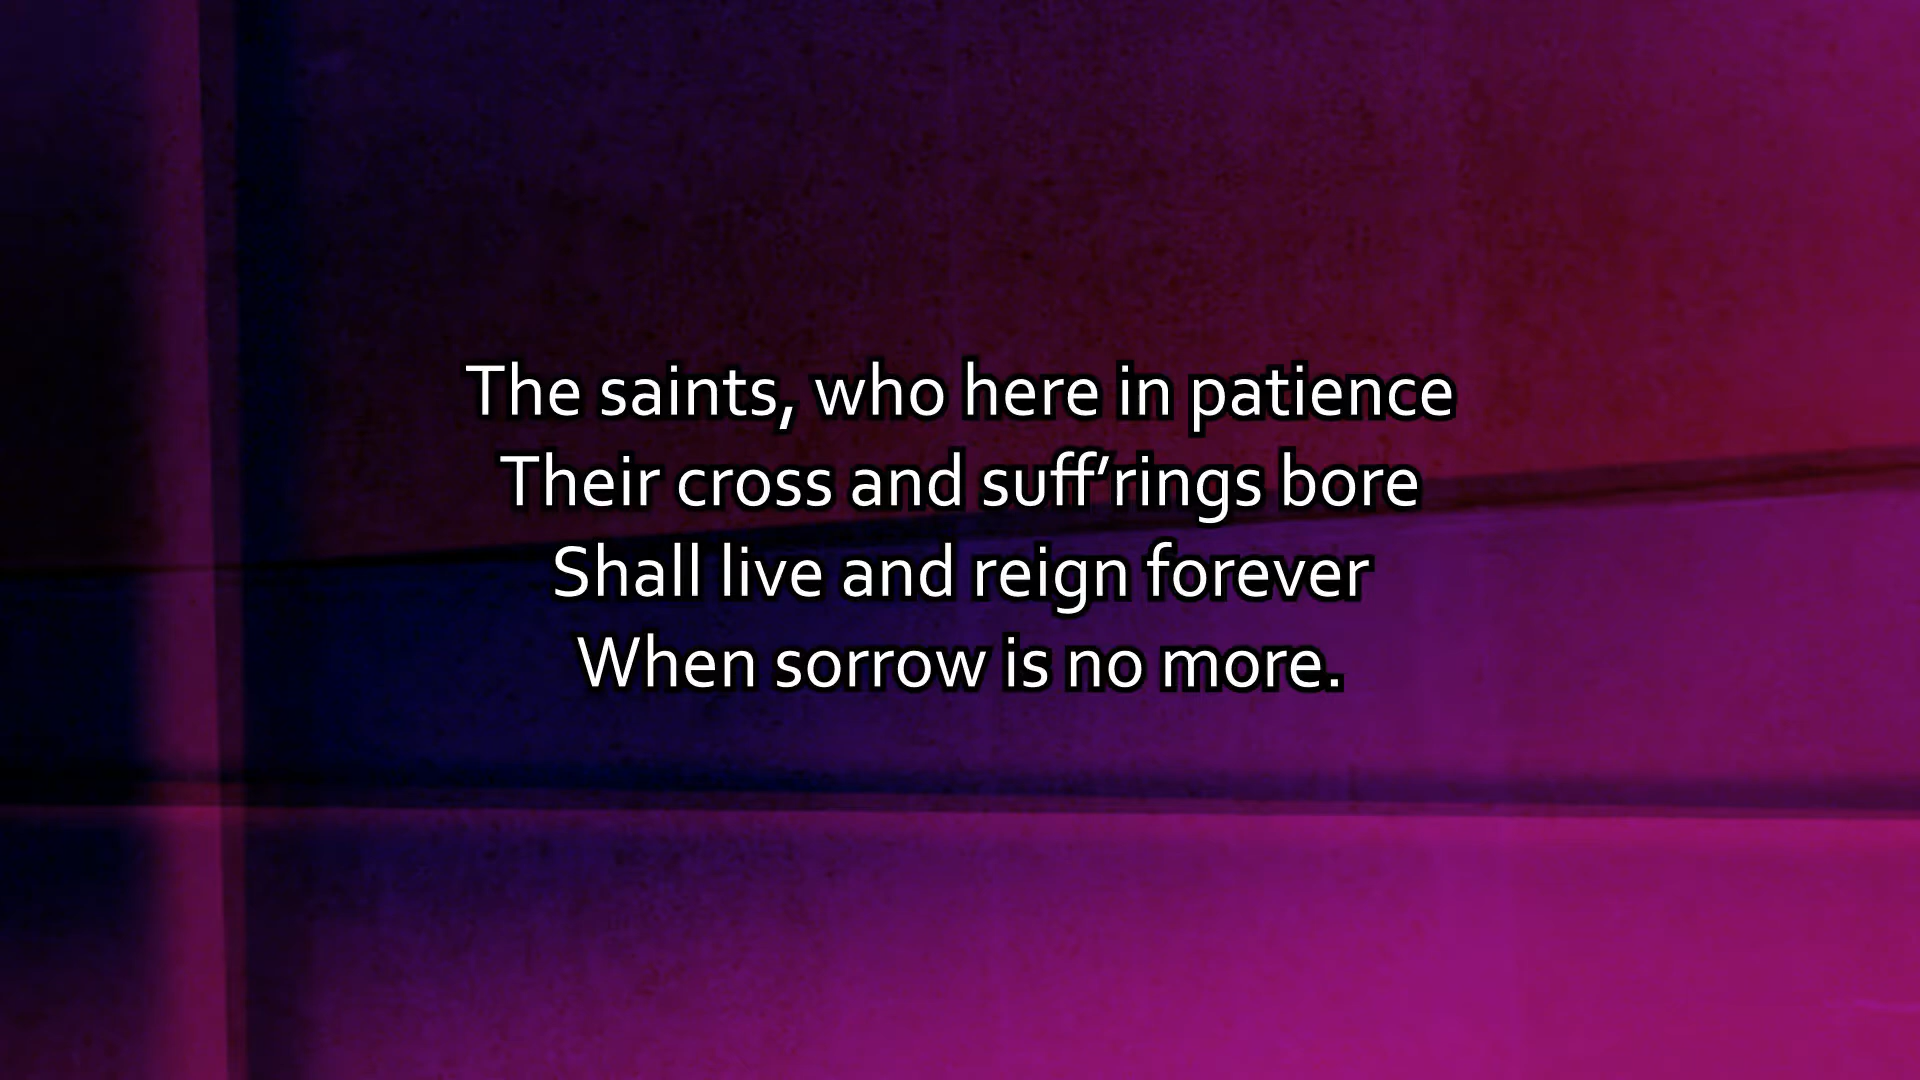 The saints, who here in patience
Their cross and suff’rings bore
Shall live and reign forever
When sorrow is no more.